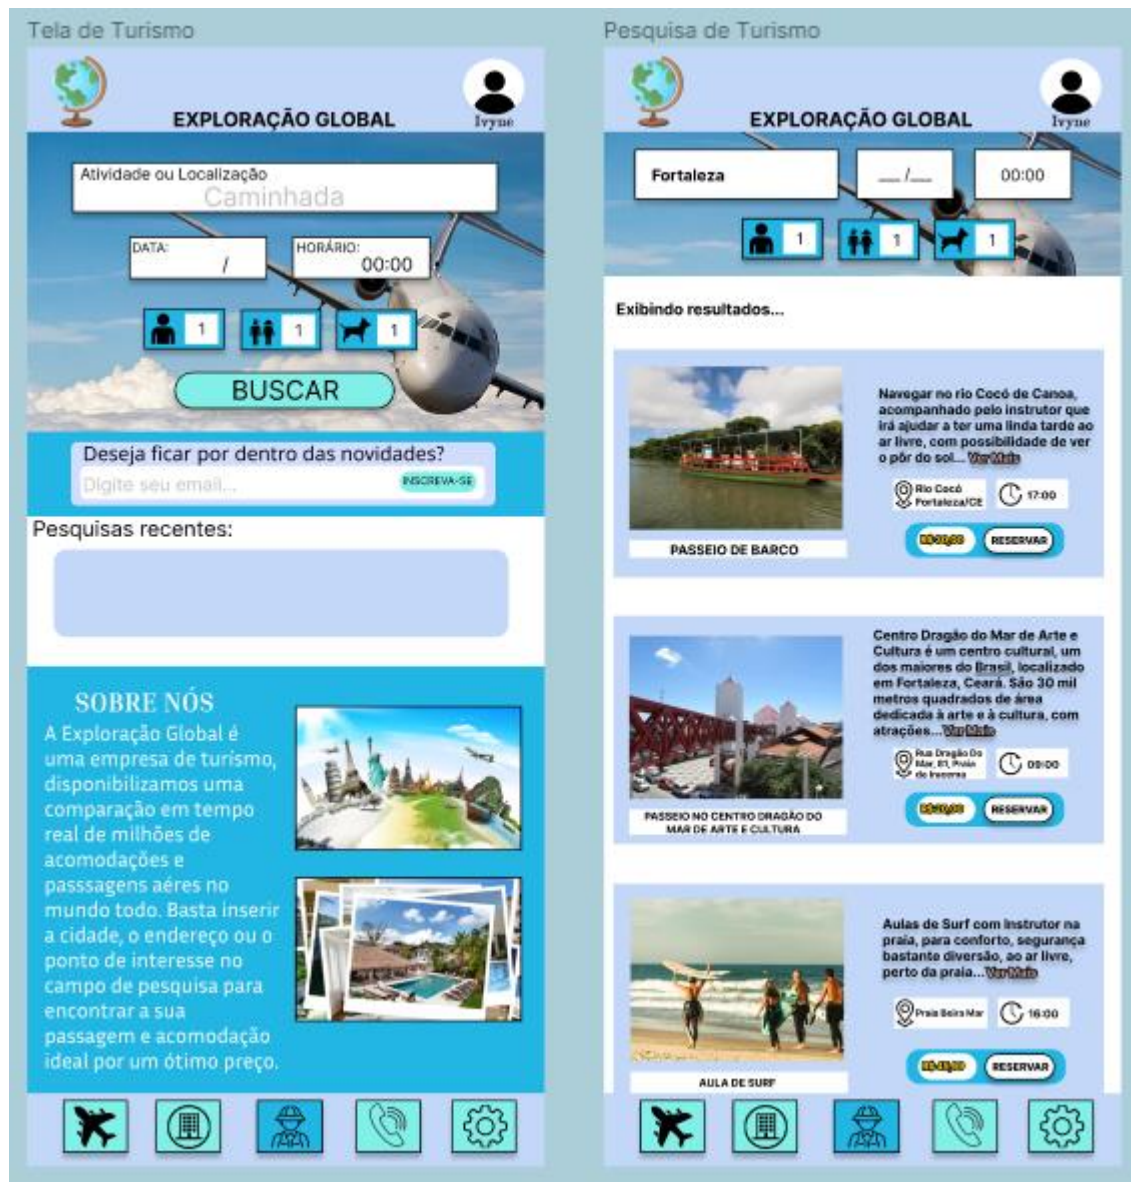 Tela de Turismo
EXPLORAÇÃO GLOBAL
Ivyne
Atividade ou Localização
Caminhada
DATA:
/
HORÁRIO:
00:00
1
1
1
BUSCAR
Deseja ficar por dentro das novidades?
Digite seu email...
INSCREVA-SE
Pesquisas recentes:
SOBRE NÓS
A Exploração Global é
uma empresa de turismo,
disponibilizamos uma
comparação em tempo
real de milhões de
acomodações e
passsagens aéres no
mundo todo. Basta inserir
a cidade, o endereço ou o
ponto de interesse no
campo de pesquisa para
encontrar a sua
passagem e acomodação
ideal por um ótimo preço.
Pesquisa de Turismo
EXPLORAÇÃO GLOBAL
Ivyne
Fortaleza
__/__
00:00
1
1
1
Exibindo resultados...
PASSEIO DE BARCO
Navegar no rio Cocó de Canoa,
acompanhado pelo instrutor que
irá ajudar a ter uma linda tarde ao
ar livre, com possibilidade de ver
o pôr do sol... Ver Mais
Rio Cocó
Fortaleza/CE
17:00
RESERVAR
PASSEIO NO CENTRO DRAGÃO DO
MAR DE ARTE E CULTURA
Centro Dragão do Mar de Arte e
Cultura é um centro cultural, um
dos maiores do Brasil, localizado
em Fortaleza, Ceará. São 30 mil
metros quadrados de área
dedicada à arte e à cultura, com
atrações... Ver Mais
Rua Dragão Do
Mar, 81, Praia
de Iracema
09:00
RESERVAR
AULA DE SURF
Aulas de Surf com Instrutor na
praia, para conforto, segurança
bastante diversão, ao ar livre,
perto da praia... Ver Mais
Praia Beira Mar
16:00
RESERVAR